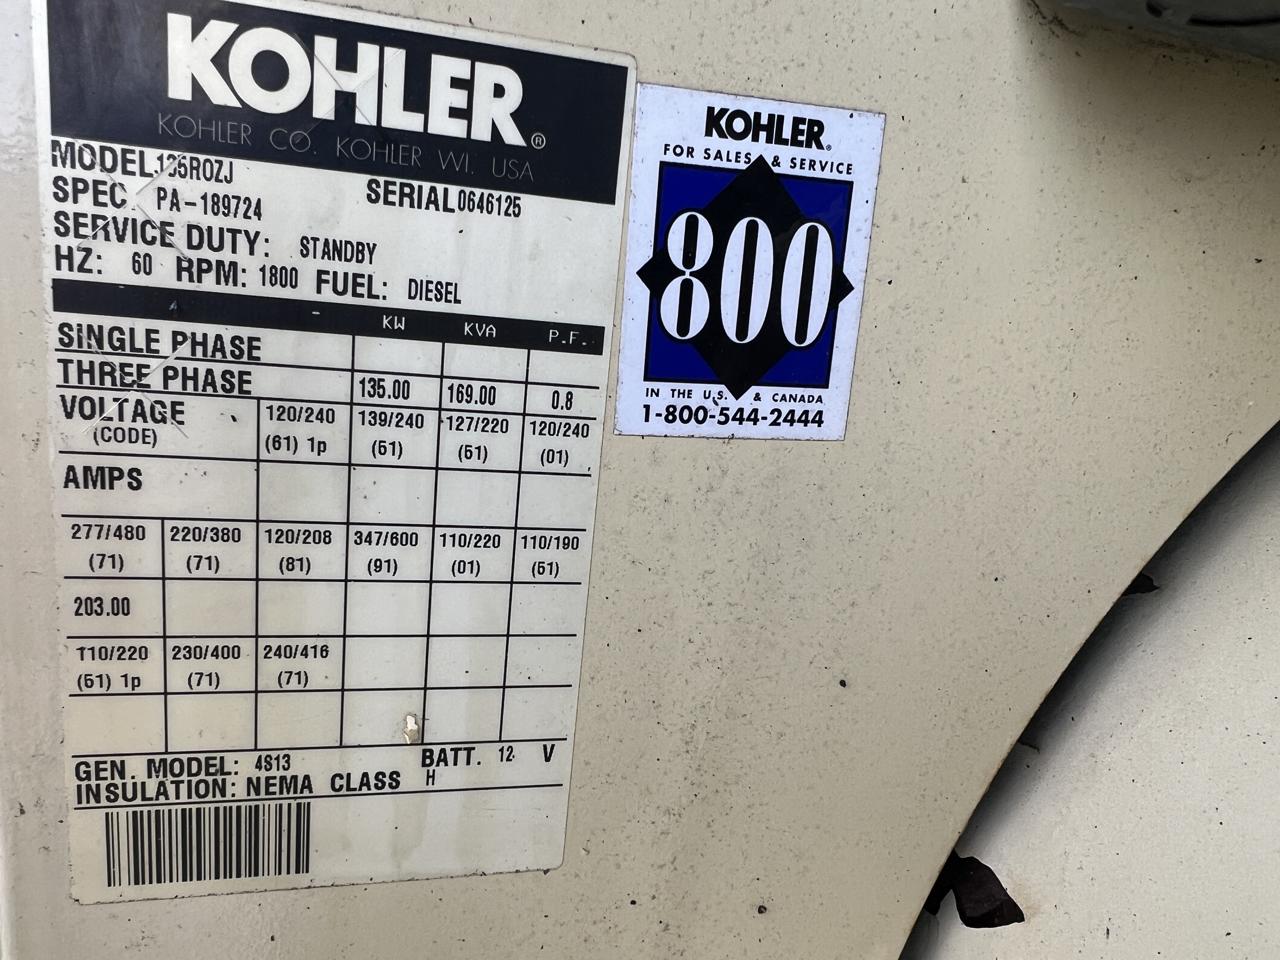 KOHLER®
KOHLER CO. KOHLER WI. USA
MODEL 135ROZJ
SPEC. PA-189724 SERIAL 0646125
SERVICE DUTY: STANDBY
HZ: 60 RPM: 1800 FUEL: DIESEL
KW KVA P.F.
SINGLE PHASE
THREE PHASE 135.00 169.00 0.8
VOLTAGE 120/240 139/240 127/220 120/240
(CODE) (61) 1p (51) (51) (01)
AMPS
277/480 220/380 120/208 347/600 110/220 110/190
(71) (71) (81) (91) (01) (51)
203.00
110/220 230/400 240/416
(51) 1p (71) (71)
GEN. MODEL: 4S13 BATT. 12 V
INSULATION: NEMA CLASS H
KOHLER®
FOR SALES & SERVICE
800
IN THE U.S. & CANADA
1-800-544-2444